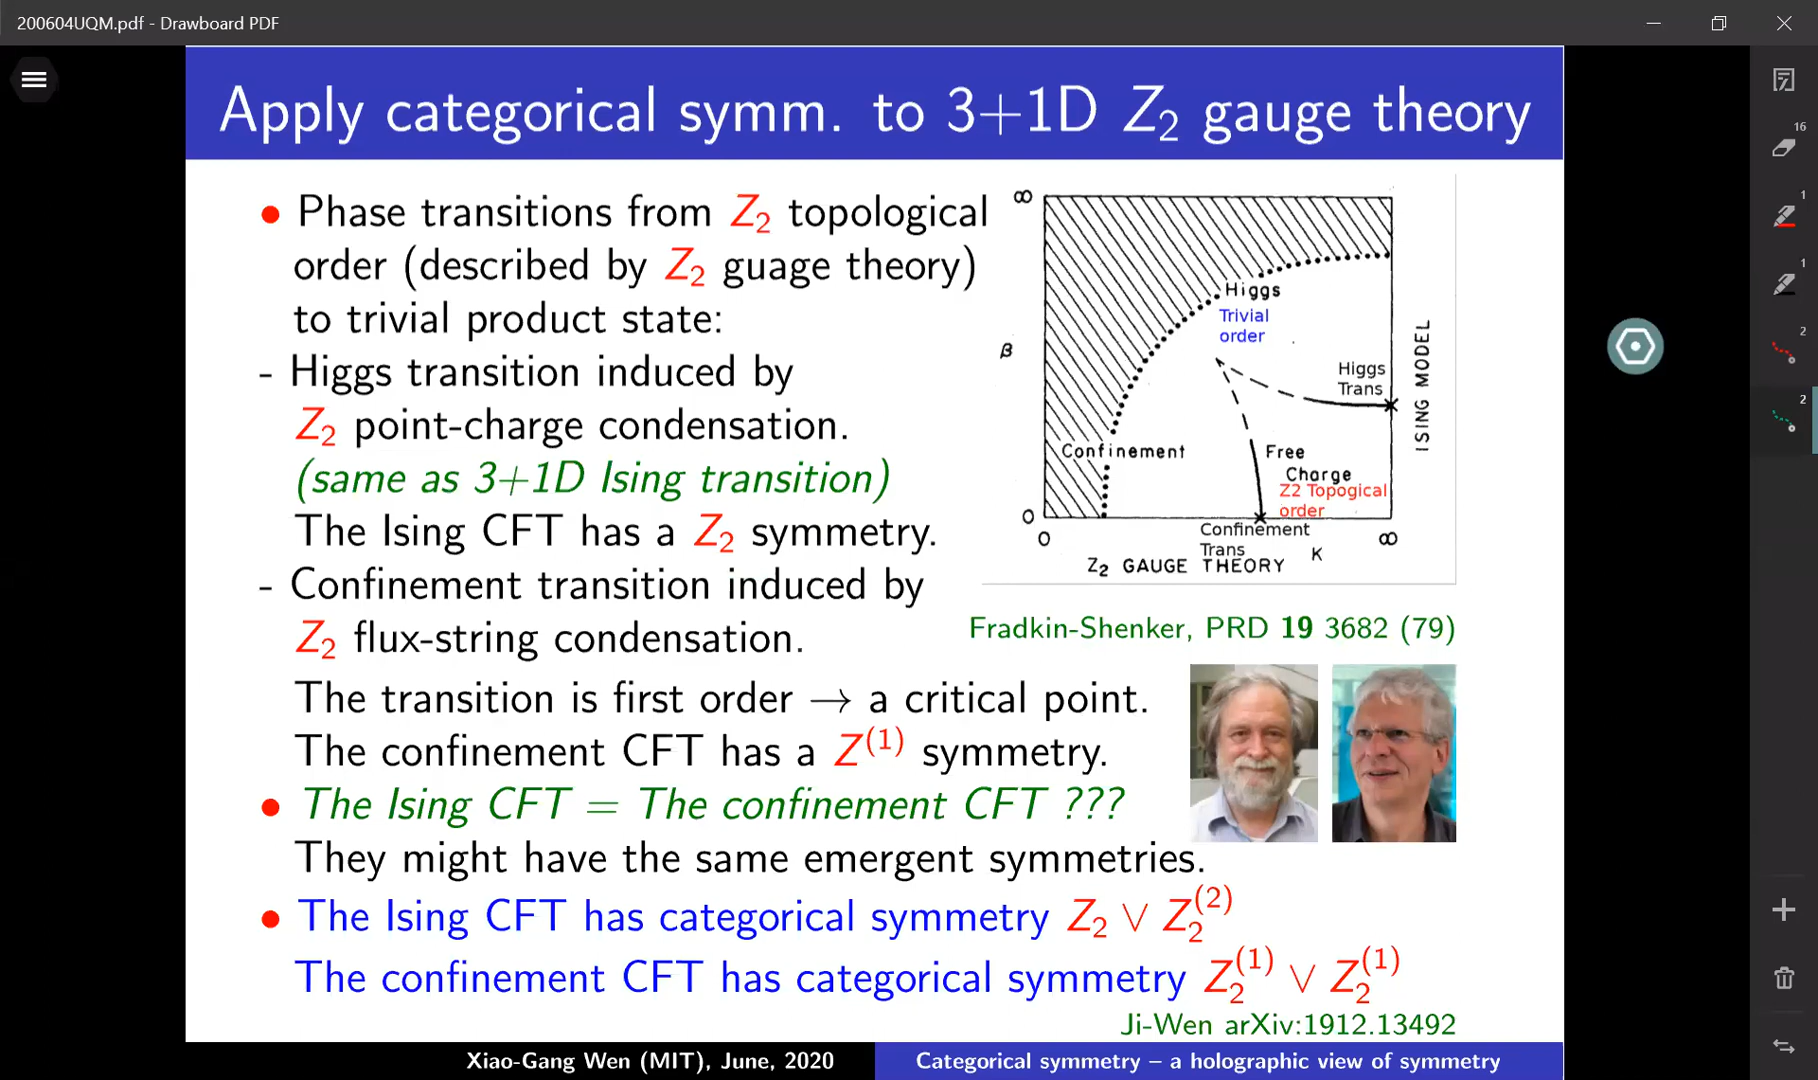 200604UQM.pdf - Drawboard PDF
Apply categorical symm. to 3+1D Z₂ gauge theory
• Phase transitions from Z₂ topological
order (described by Z₂ guage theory)
to trivial product state:
- Higgs transition induced by
Z₂ point-charge condensation.
(same as 3+1D Ising transition)
The Ising CFT has a Z₂ symmetry.
- Confinement transition induced by
Z₂ flux-string condensation.
The transition is first order → a critical point.
The confinement CFT has a Z⁽¹⁾ symmetry.
• The Ising CFT = The confinement CFT ???
They might have the same emergent symmetries.
• The Ising CFT has categorical symmetry Z₂ ∨ Z₂⁽²⁾
The confinement CFT has categorical symmetry Z₂⁽¹⁾ ∨ Z₂⁽¹⁾
Ji-Wen arXiv:1912.13492
∞
Higgs
Trivial
order
β
Higgs
Trans
ISING MODEL
Confinement
Free
Charge
Z2 Topogical
order
0
0
Confinement
Trans
K
∞
Z₂ GAUGE THEORY
Fradkin-Shenker, PRD 19 3682 (79)
Xiao-Gang Wen (MIT), June, 2020
Categorical symmetry – a holographic view of symmetry
16
1
1
2
2